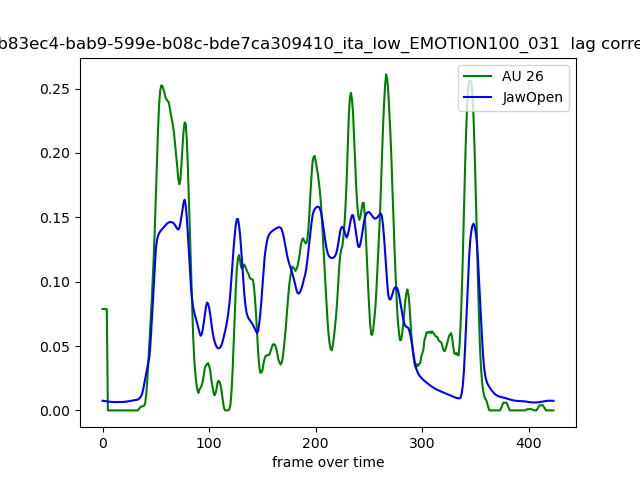 b83ec4-bab9-599e-b08c-bde7ca309410_ita_low_EMOTION100_031 lag corre
AU 26
JawOpen
0.25
0.20
0.15
0.10
0.05
0.00
0 100 200 300 400
frame over time